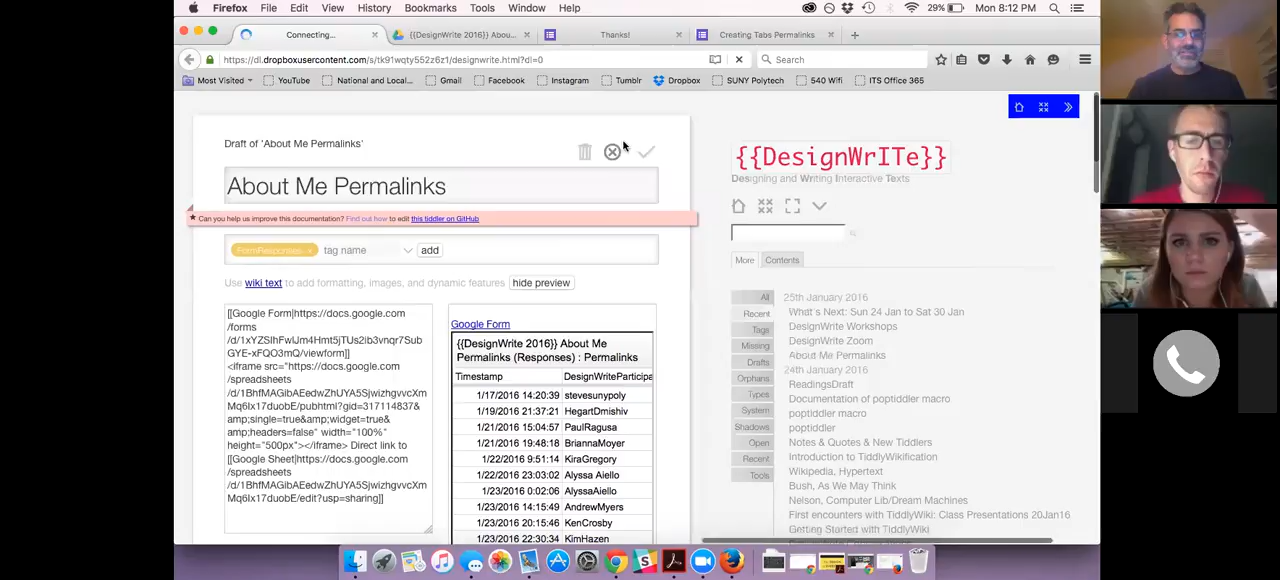 Firefox File Edit View History Bookmarks Tools Window Help 29% Mon 8:12 PM
Connecting... {{DesignWrite 2016}} Abou... Thanks! Creating Tabs Permalinks
https://dl.dropboxusercontent.com/s/tk91wqty552z6z1/designwrite.html?dl=0 Search
Most Visited YouTube National and Local... Gmail Facebook Instagram Tumblr Dropbox SUNY Polytech 540 Wifi ITS Office 365
Draft of 'About Me Permalinks'
About Me Permalinks
Can you help us improve this documentation? Find out how to edit this tiddler on GitHub
FormResponses × tag name add
Use wiki text to add formatting, images, and dynamic features hide preview
[[Google Form|https://docs.google.com
/forms
/d/1xYZSIhFwIJm4Hmt5jTUs2ib3vnqr7Sub
GYE-xFQO3mQ/viewform]]
<iframe src="https://docs.google.com
/spreadsheets
/d/1BhfMAGibAEedwZhUYA5SjwizhgvvcXm
Mq6Ix17duobE/pubhtml?gid=317114837&
amp;single=true&amp;widget=true&
amp;headers=false" width="100%"
height="500px"></iframe> Direct link to
[[Google Sheet|https://docs.google.com
/spreadsheets
/d/1BhfMAGibAEedwZhUYA5SjwizhgvvcXm
Mq6Ix17duobE/edit?usp=sharing]]
Google Form
{{DesignWrite 2016}} About Me
Permalinks (Responses) : Permalinks
Timestamp DesignWriteParticipa
1/17/2016 14:20:39 stevesunypoly
1/19/2016 21:37:21 HegartDmishiv
1/21/2016 15:04:57 PaulRagusa
1/21/2016 19:48:18 BriannaMoyer
1/22/2016 9:51:14 KiraGregory
1/22/2016 23:03:02 Alyssa Aiello
1/23/2016 0:02:06 AlyssaAiello
1/23/2016 14:15:49 AndrewMyers
1/23/2016 20:15:46 KenCrosby
1/23/2016 22:30:34 KimHazen
{{DesignWrITe}}
Designing and Writing Interactive Texts
More Contents
All
Recent
Tags
Missing
Drafts
Orphans
Types
System
Shadows
Open
Recent
Tools
25th January 2016
What's Next: Sun 24 Jan to Sat 30 Jan
DesignWrite Workshops
DesignWrite Zoom
About Me Permalinks
24th January 2016
ReadingsDraft
Documentation of poptiddler macro
poptiddler macro
poptiddler
Notes & Quotes & New Tiddlers
Introduction to TiddlyWikification
Wikipedia, Hypertext
Bush, As We May Think
Nelson, Computer Lib/Dream Machines
First encounters with TiddlyWiki: Class Presentations 20Jan16
Getting Started with TiddlyWiki